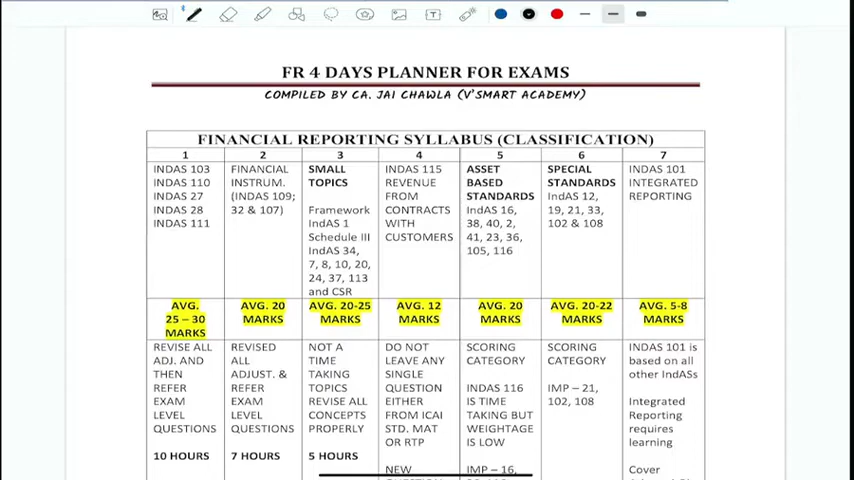 FR 4 DAYS PLANNER FOR EXAMS
COMPILED BY CA. JAI CHAWLA (V'SMART ACADEMY)
FINANCIAL REPORTING SYLLABUS (CLASSIFICATION)
1 2 3 4 5 6 7
INDAS 103
INDAS 110
INDAS 27
INDAS 28
INDAS 111
FINANCIAL
INSTRUM.
(INDAS 109;
32 & 107)
SMALL
TOPICS
Framework
IndAS 1
Schedule III
IndAS 34,
7, 8, 10, 20,
24, 37, 113
and CSR
INDAS 115
REVENUE
FROM
CONTRACTS
WITH
CUSTOMERS
ASSET
BASED
STANDARDS
IndAS 16,
38, 40, 2,
41, 23, 36,
105, 116
SPECIAL
STANDARDS
IndAS 12,
19, 21, 33,
102 & 108
INDAS 101
INTEGRATED
REPORTING
AVG.
25 – 30
MARKS
AVG. 20
MARKS
AVG. 20-25
MARKS
AVG. 12
MARKS
AVG. 20
MARKS
AVG. 20-22
MARKS
AVG. 5-8
MARKS
REVISE ALL
ADJ. AND
THEN
REFER
EXAM
LEVEL
QUESTIONS
10 HOURS
REVISED
ALL
ADJUST. &
REFER
EXAM
LEVEL
QUESTIONS
7 HOURS
NOT A
TIME
TAKING
TOPICS
REVISE ALL
CONCEPTS
PROPERLY
5 HOURS
DO NOT
LEAVE ANY
SINGLE
QUESTION
EITHER
FROM ICAI
STD. MAT
OR RTP
NEW
SCORING
CATEGORY
INDAS 116
IS TIME
TAKING BUT
WEIGHTAGE
IS LOW
IMP – 16,
SCORING
CATEGORY
IMP – 21,
102, 108
INDAS 101 is
based on all
other IndASs
Integrated
Reporting
requires
learning
Cover